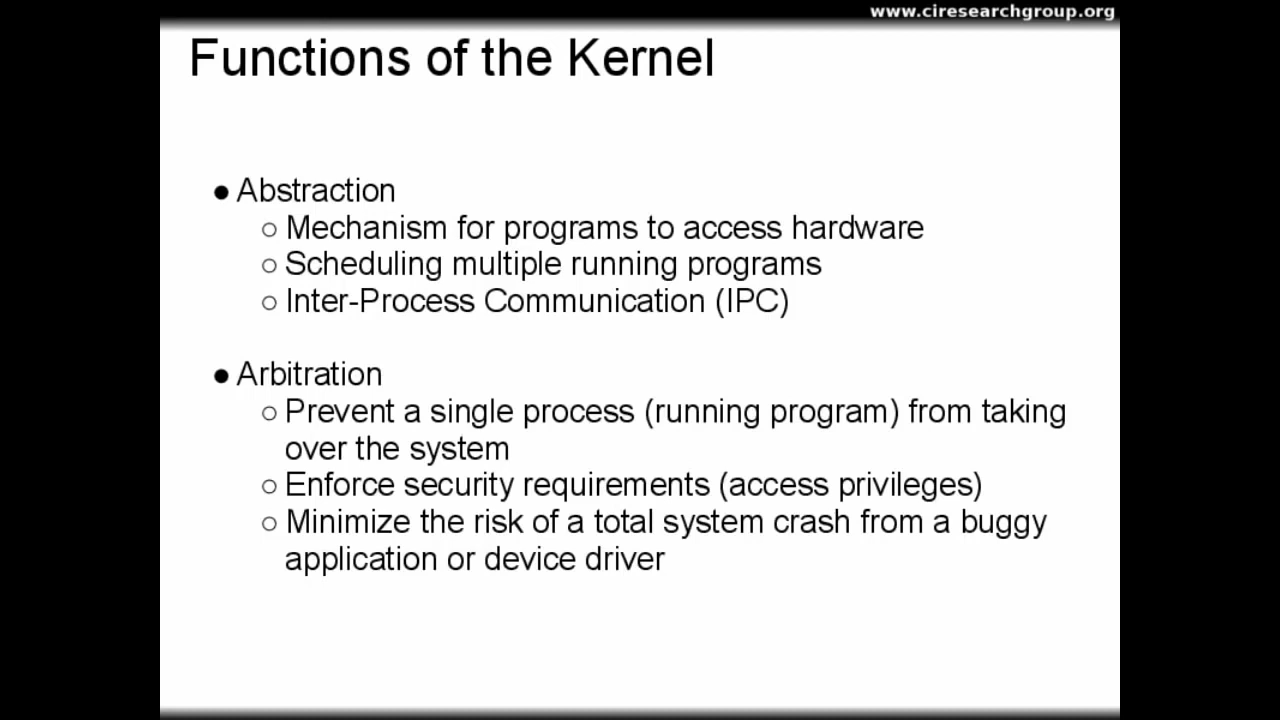 www.ciresearchgroup.org
Functions of the Kernel
● Abstraction
○ Mechanism for programs to access hardware
○ Scheduling multiple running programs
○ Inter-Process Communication (IPC)
● Arbitration
○ Prevent a single process (running program) from taking
over the system
○ Enforce security requirements (access privileges)
○ Minimize the risk of a total system crash from a buggy
application or device driver